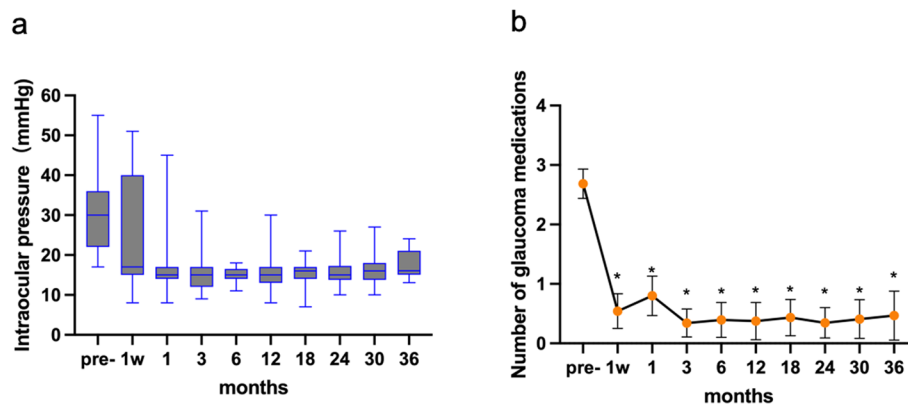 a
Intraocular pressure (mmHg)
60
50
40
30
20
10
0
pre- 1w 1 3 6 12 18 24 30 36
months
b
Number of glaucoma medications
4
3
2
1
0
* * * * * * * * *
pre- 1w 1 3 6 12 18 24 30 36
months